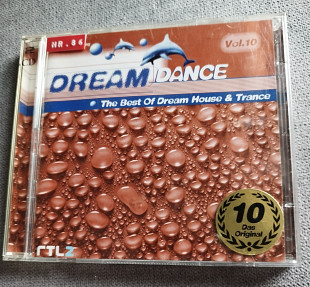 NR. 84
Vol.10
DREAM DANCE
The Best Of Dream House & Trance
10
Das
Original
RTL2